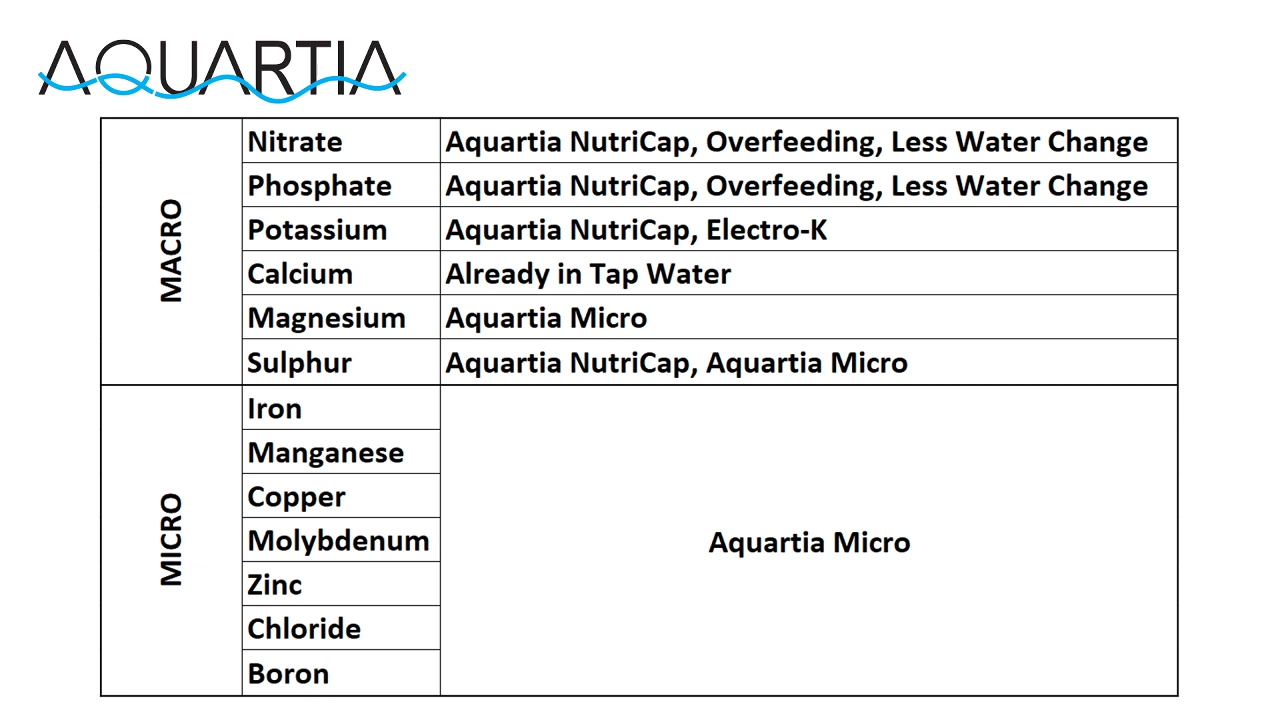 AQUARTIA
MACRO
Nitrate
Aquartia NutriCap, Overfeeding, Less Water Change
Phosphate
Aquartia NutriCap, Overfeeding, Less Water Change
Potassium
Aquartia NutriCap, Electro-K
Calcium
Already in Tap Water
Magnesium
Aquartia Micro
Sulphur
Aquartia NutriCap, Aquartia Micro
MICRO
Iron
Manganese
Copper
Molybdenum
Zinc
Chloride
Boron
Aquartia Micro